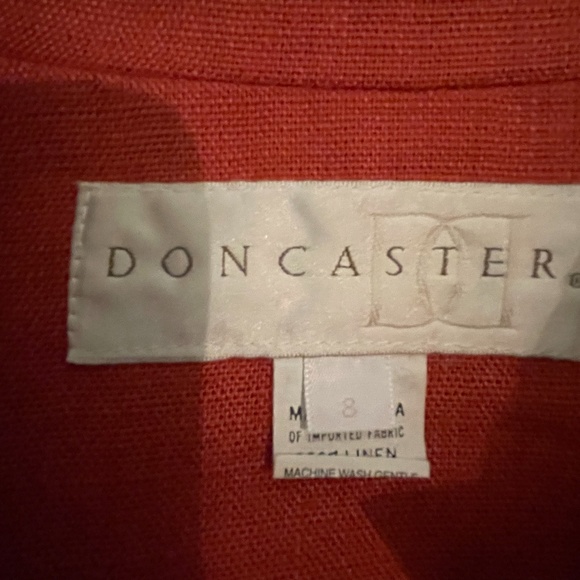 DONCASTER
8
M A
OF IMPORTED FABRIC
LINEN
MACHINE WASH GENTLE